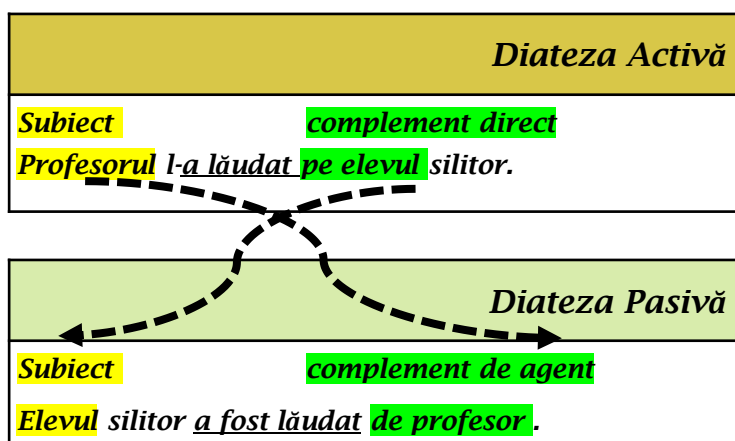 Diateza Activă
Subiect complement direct
Profesorul l-a lăudat pe elevul silitor.
Diateza Pasivă
Subiect complement de agent
Elevul silitor a fost lăudat de profesor .